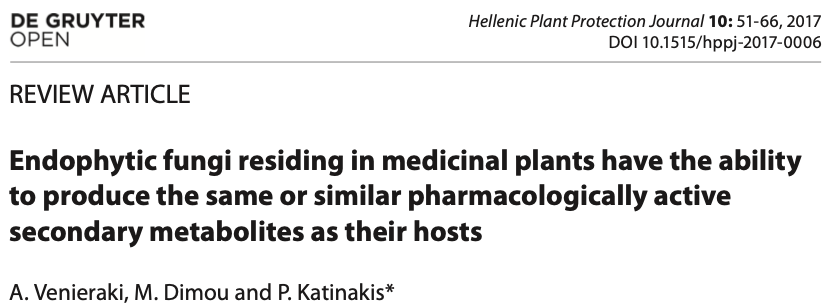 DE GRUYTER
OPEN
Hellenic Plant Protection Journal 10: 51-66, 2017
DOI 10.1515/hppj-2017-0006
REVIEW ARTICLE
Endophytic fungi residing in medicinal plants have the ability
to produce the same or similar pharmacologically active
secondary metabolites as their hosts
A. Venieraki, M. Dimou and P. Katinakis*